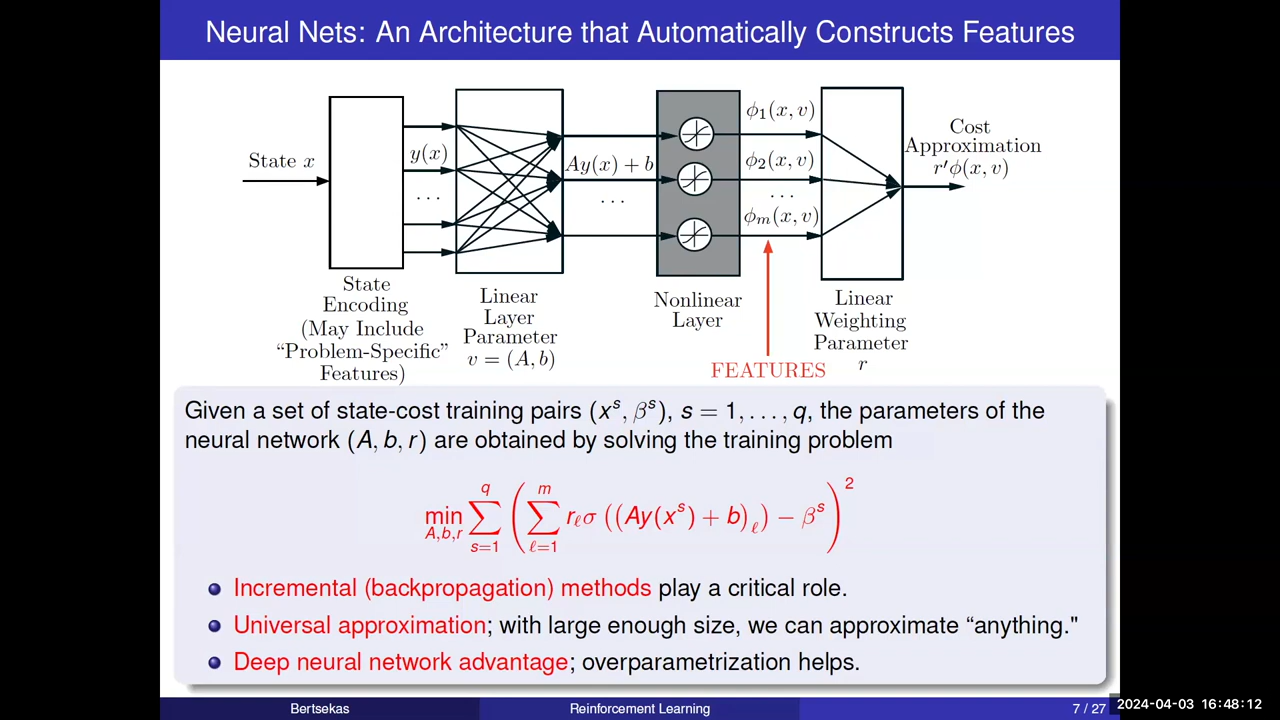 Neural Nets: An Architecture that Automatically Constructs Features
State x
y(x)
. . .
Ay(x) + b
. . .
ϕ1(x, v)
ϕ2(x, v)
. . .
ϕm(x, v)
Cost
Approximation
r′ϕ(x, v)
State
Encoding
(May Include
“Problem-Specific”
Features)
Linear
Layer
Parameter
v = (A, b)
Nonlinear
Layer
FEATURES
Linear
Weighting
Parameter
r
Given a set of state-cost training pairs (x^s, β^s), s = 1, . . . , q, the parameters of the
neural network (A, b, r) are obtained by solving the training problem
min_{A,b,r} ∑_{s=1}^{q} ( ∑_{ℓ=1}^{m} r_ℓ σ ((Ay(x^s) + b)_ℓ) − β^s )^2
Incremental (backpropagation) methods play a critical role.
Universal approximation; with large enough size, we can approximate “anything."
Deep neural network advantage; overparametrization helps.
Bertsekas
Reinforcement Learning
7 / 27
2024-04-03 16:48:12